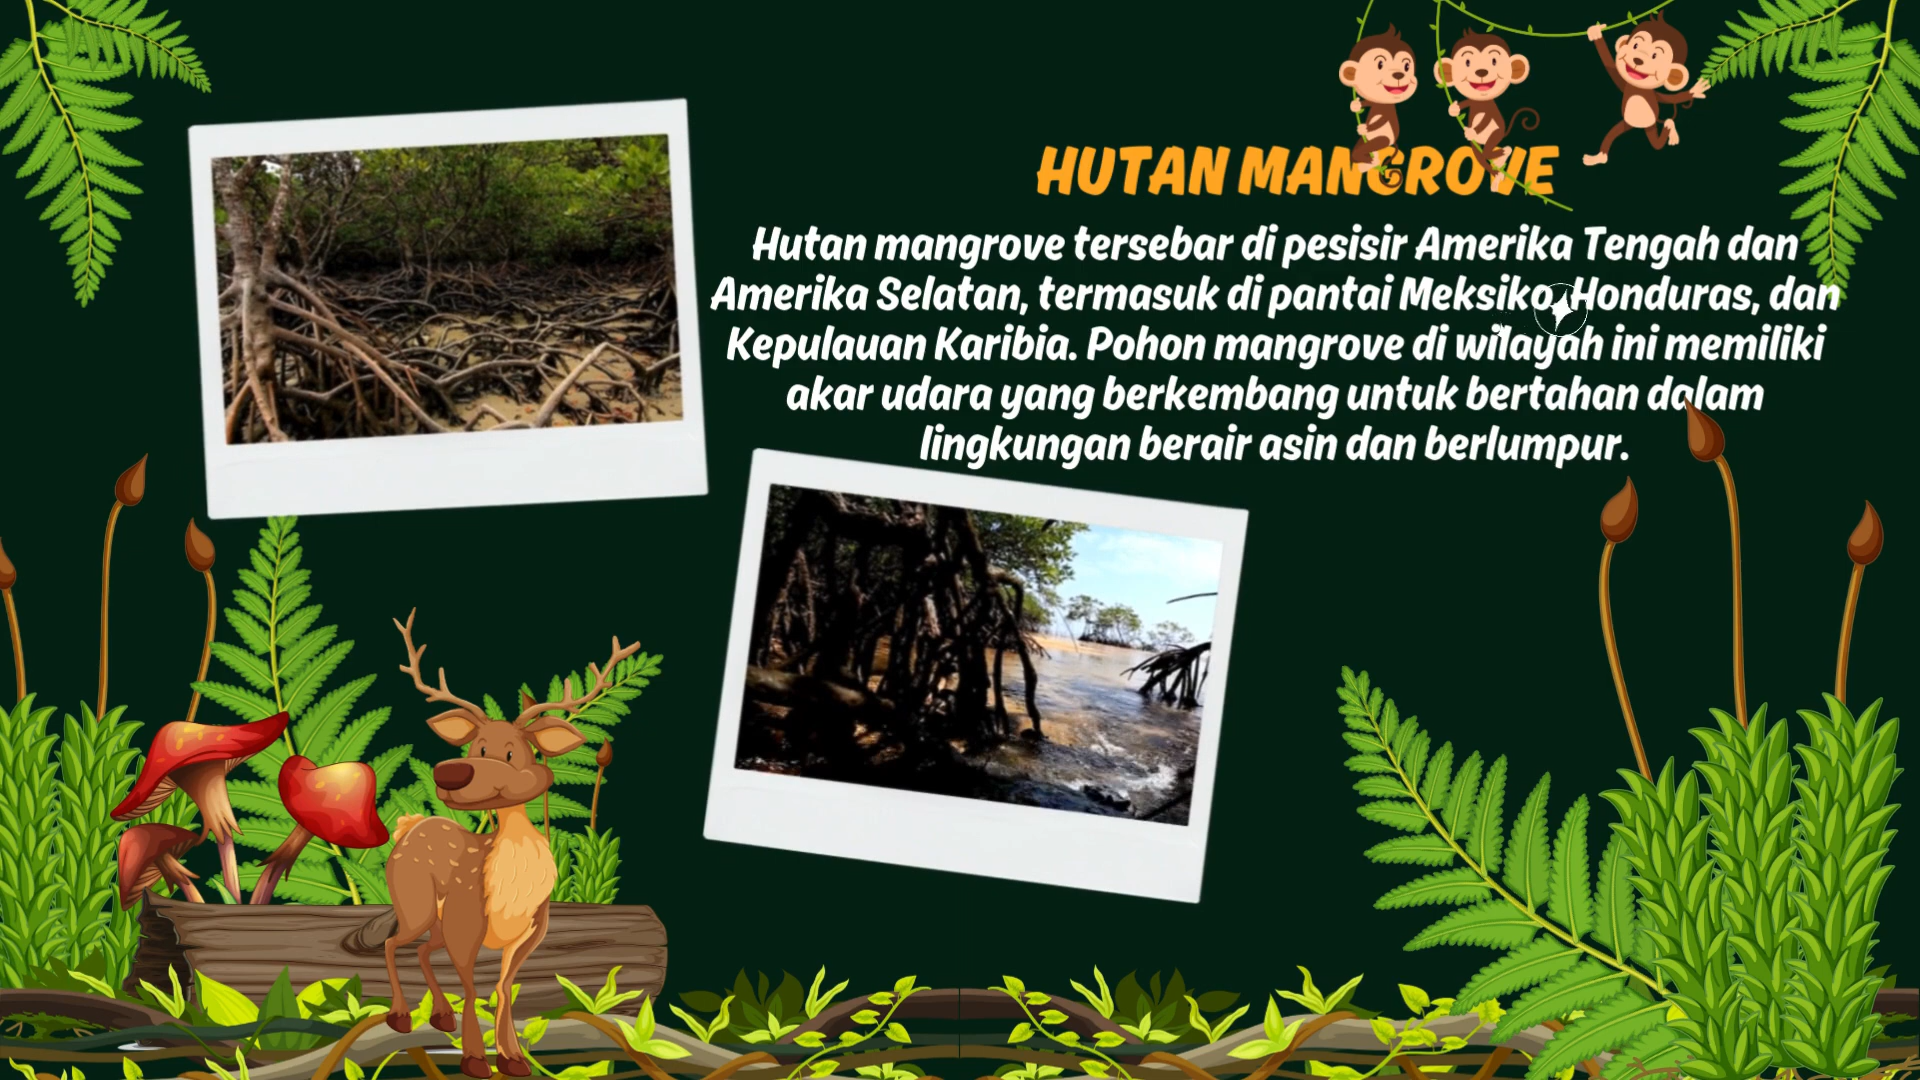 HUTAN MANGROVE
Hutan mangrove tersebar di pesisir Amerika Tengah dan
Amerika Selatan, termasuk di pantai Meksiko, Honduras, dan
Kepulauan Karibia. Pohon mangrove di wilayah ini memiliki
akar udara yang berkembang untuk bertahan dalam
lingkungan berair asin dan berlumpur.